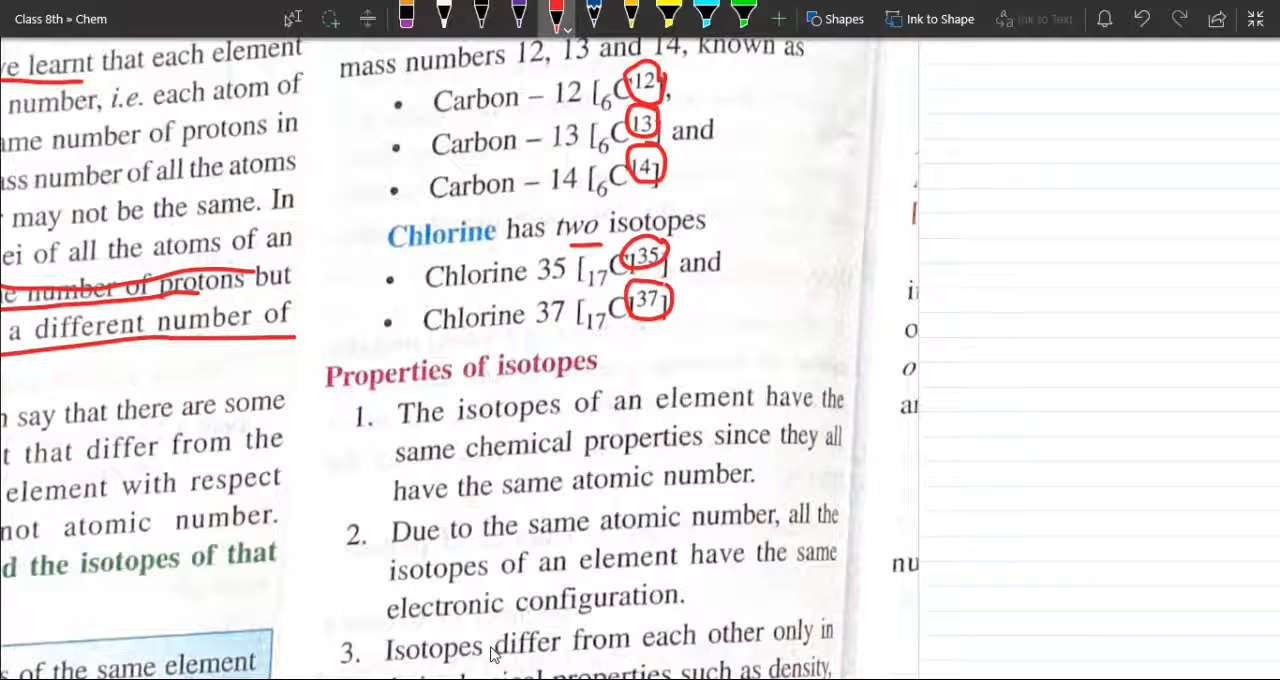 Class 8th » Chem
Shapes
Ink to Shape
Ink to Text
ve learnt that each element
number, i.e. each atom of
ame number of protons in
ass number of all the atoms
may not be the same. In
ei of all the atoms of an
e number of protons but
a different number of
say that there are some
t that differ from the
element with respect
not atomic number.
d the isotopes of that
s of the same element
mass numbers 12, 13 and 14, known as
• Carbon – 12 [₆C¹²],
• Carbon – 13 [₆C¹³] and
• Carbon – 14 [₆C¹⁴]
Chlorine has two isotopes
• Chlorine 35 [₁₇Cl³⁵] and
• Chlorine 37 [₁₇Cl³⁷]
Properties of isotopes
1. The isotopes of an element have the
same chemical properties since they all
have the same atomic number.
2. Due to the same atomic number, all the
isotopes of an element have the same
electronic configuration.
3. Isotopes differ from each other only in
properties such as density,
nu